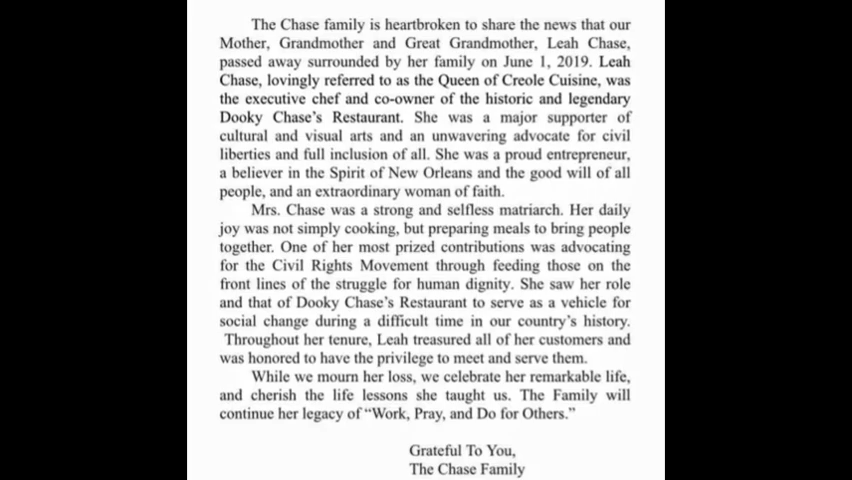 The Chase family is heartbroken to share the news that our
Mother, Grandmother and Great Grandmother, Leah Chase,
passed away surrounded by her family on June 1, 2019. Leah
Chase, lovingly referred to as the Queen of Creole Cuisine, was
the executive chef and co-owner of the historic and legendary
Dooky Chase's Restaurant. She was a major supporter of
cultural and visual arts and an unwavering advocate for civil
liberties and full inclusion of all. She was a proud entrepreneur,
a believer in the Spirit of New Orleans and the good will of all
people, and an extraordinary woman of faith.
Mrs. Chase was a strong and selfless matriarch. Her daily
joy was not simply cooking, but preparing meals to bring people
together. One of her most prized contributions was advocating
for the Civil Rights Movement through feeding those on the
front lines of the struggle for human dignity. She saw her role
and that of Dooky Chase's Restaurant to serve as a vehicle for
social change during a difficult time in our country's history.
Throughout her tenure, Leah treasured all of her customers and
was honored to have the privilege to meet and serve them.
While we mourn her loss, we celebrate her remarkable life,
and cherish the life lessons she taught us. The Family will
continue her legacy of “Work, Pray, and Do for Others.”
Grateful To You,
The Chase Family